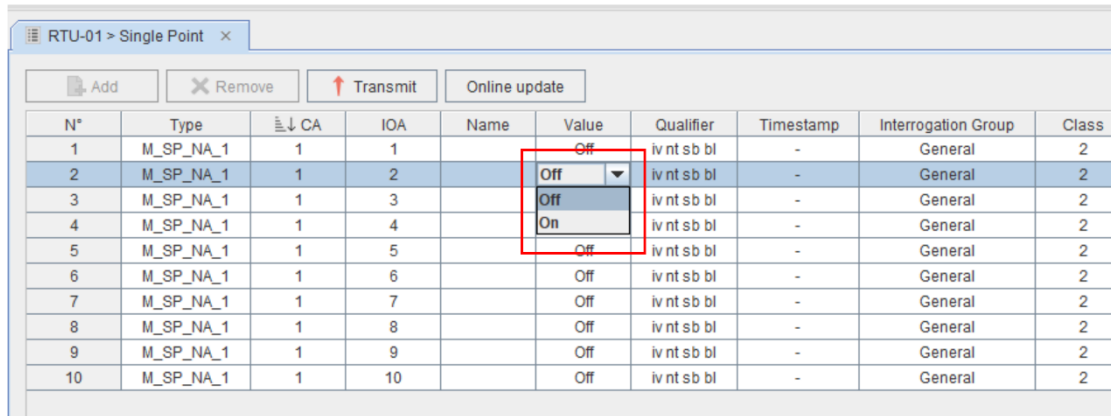 RTU-01 > Single Point ×
Add Remove Transmit Online update
N° Type CA IOA Name Value Qualifier Timestamp Interrogation Group Class
1 M_SP_NA_1 1 1 Off iv nt sb bl - General 2
2 M_SP_NA_1 1 2 Off iv nt sb bl - General 2
3 M_SP_NA_1 1 3 Off iv nt sb bl - General 2
4 M_SP_NA_1 1 4 On iv nt sb bl - General 2
5 M_SP_NA_1 1 5 Off iv nt sb bl - General 2
6 M_SP_NA_1 1 6 Off iv nt sb bl - General 2
7 M_SP_NA_1 1 7 Off iv nt sb bl - General 2
8 M_SP_NA_1 1 8 Off iv nt sb bl - General 2
9 M_SP_NA_1 1 9 Off iv nt sb bl - General 2
10 M_SP_NA_1 1 10 Off iv nt sb bl - General 2